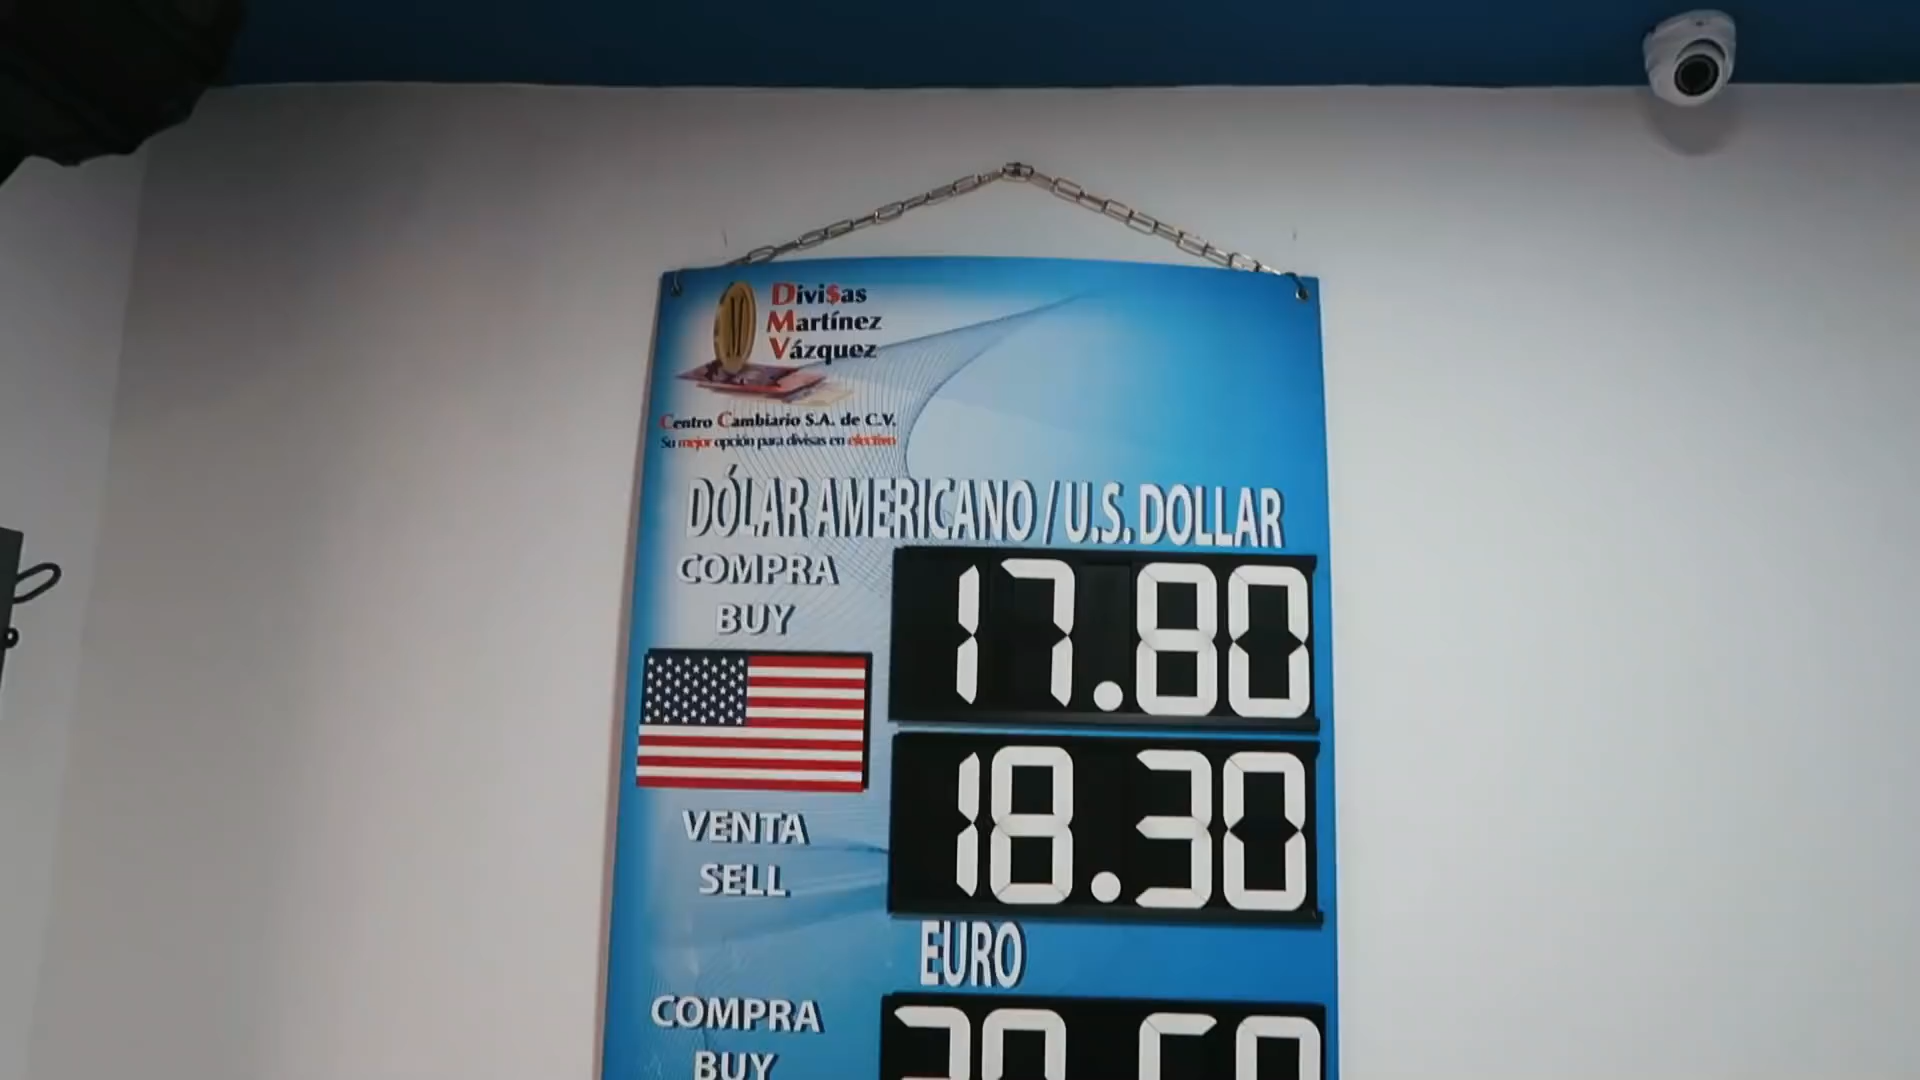 Divi$as
Martínez
Vázquez
Centro Cambiario S.A. de C.V.
Su mejor opción para divisas en efectivo
DÓLAR AMERICANO / U.S. DOLLAR
COMPRA
BUY
17.80
VENTA
SELL
18.30
EURO
COMPRA
BUY